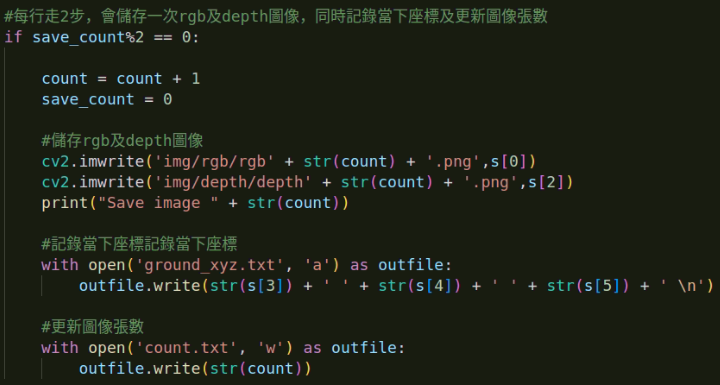 #每行走2步，會儲存一次rgb及depth圖像，同時記錄當下座標及更新圖像張數
if save_count%2 == 0:
count = count + 1
save_count = 0
#儲存rgb及depth圖像
cv2.imwrite('img/rgb/rgb' + str(count) + '.png',s[0])
cv2.imwrite('img/depth/depth' + str(count) + '.png',s[2])
print("Save image " + str(count))
#記錄當下座標記錄當下座標
with open('ground_xyz.txt', 'a') as outfile:
outfile.write(str(s[3]) + ' ' + str(s[4]) + ' ' + str(s[5]) + ' \n')
#更新圖像張數
with open('count.txt', 'w') as outfile:
outfile.write(str(count))